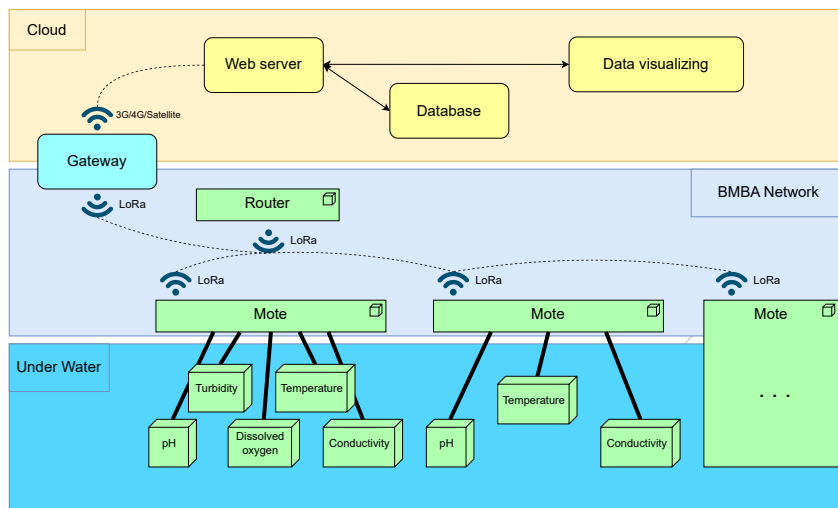 Cloud
Web server
Data visualizing
Database
3G/4G/Satellite
Gateway
BMBA Network
LoRa
Router
LoRa
LoRa
LoRa
LoRa
Mote
Mote
Mote
Under Water
Turbidity
Temperature
Temperature
. . .
pH
Dissolved
oxygen
Conductivity
pH
Conductivity